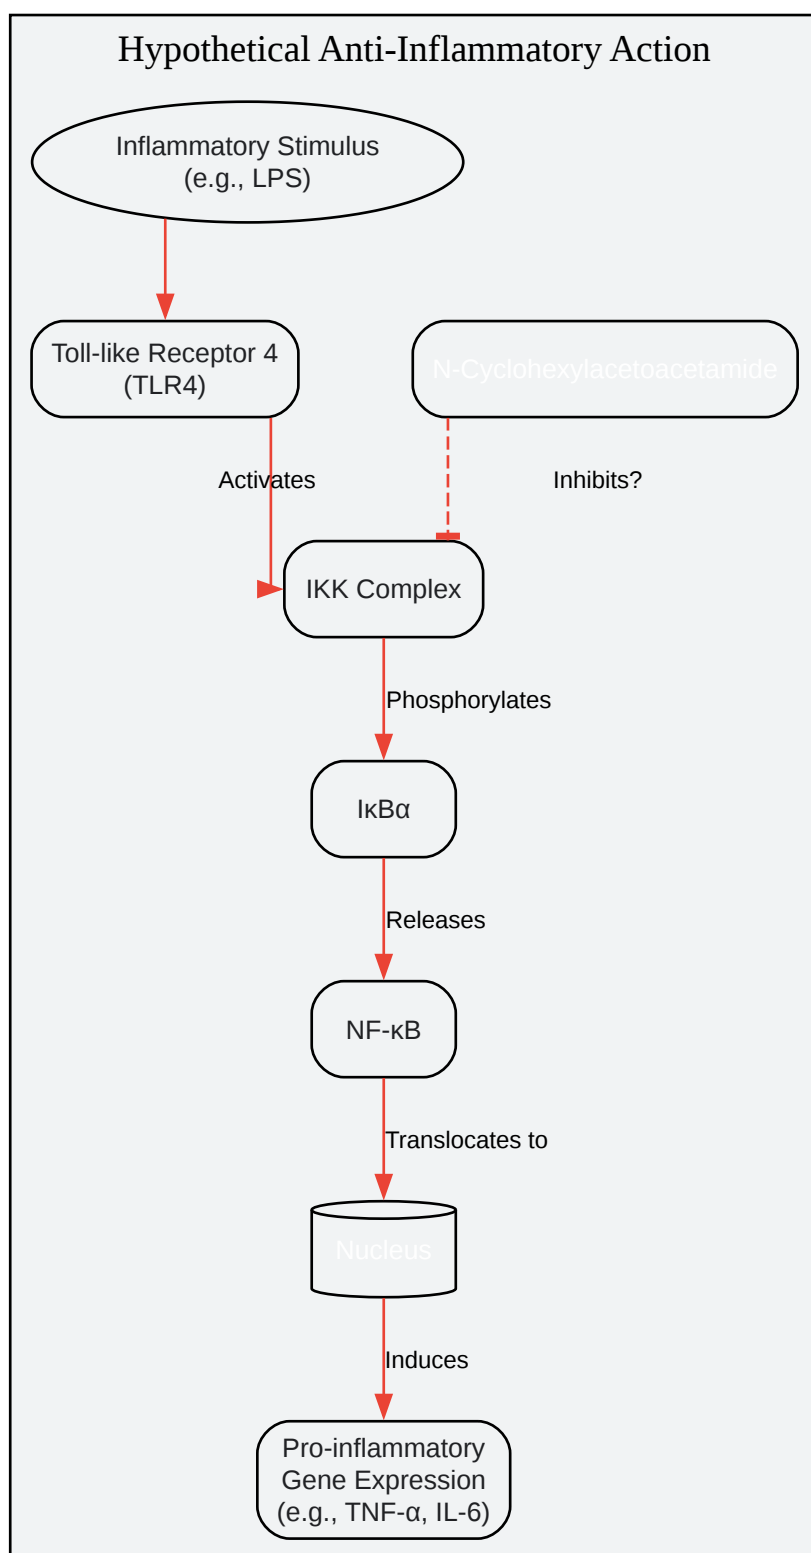 Hypothetical Anti-Inflammatory Action
Inflammatory Stimulus
(e.g., LPS)
Toll-like Receptor 4
(TLR4)
N-Cyclohexylacetoacetamide
Activates
Inhibits?
IKK Complex
Phosphorylates
IκBα
Releases
NF-κB
Translocates to
Nucleus
Induces
Pro-inflammatory
Gene Expression
(e.g., TNF-α, IL-6)